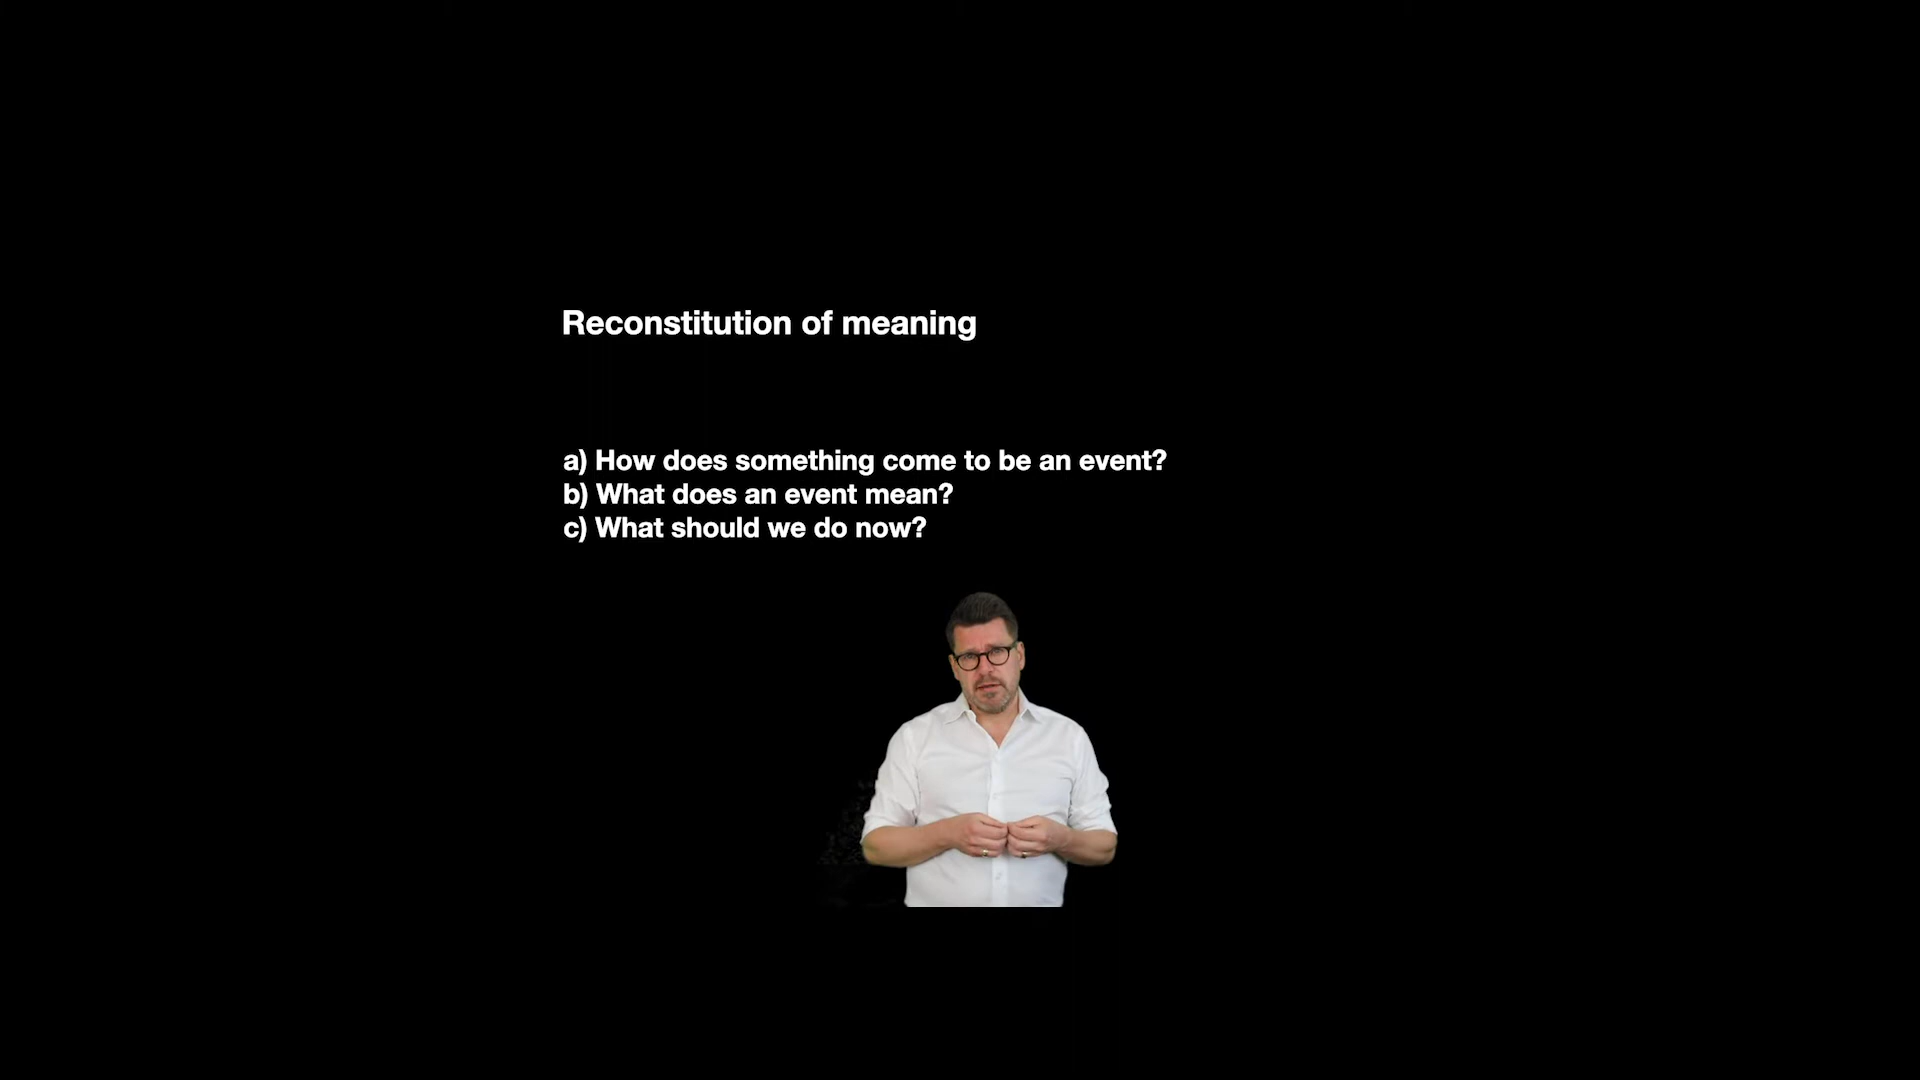 Reconstitution of meaning
a) How does something come to be an event?
b) What does an event mean?
c) What should we do now?